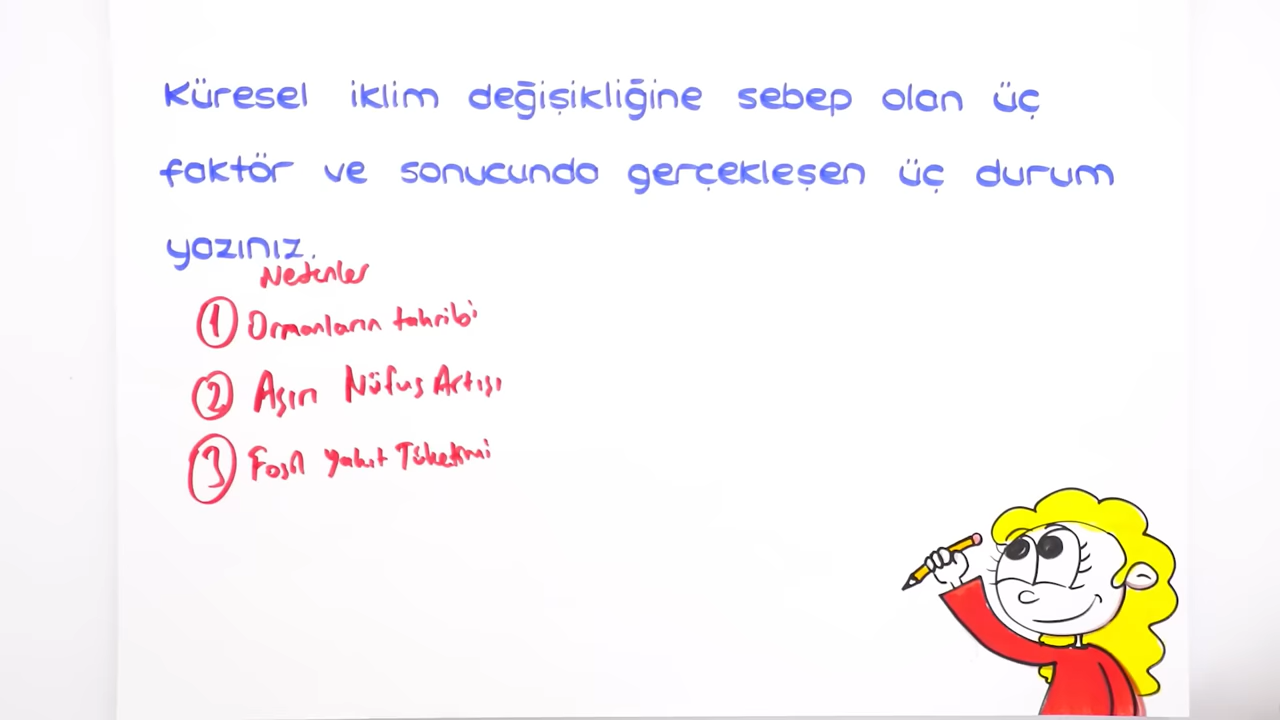 Küresel iklim değişikliğine sebep olan üç
faktör ve sonucunda gerçekleşen üç durum
yazınız.
Nedenler
1 Ormanların tahribi
2 Aşırı Nüfus Artışı
3 Fosil yakıt Tüketimi